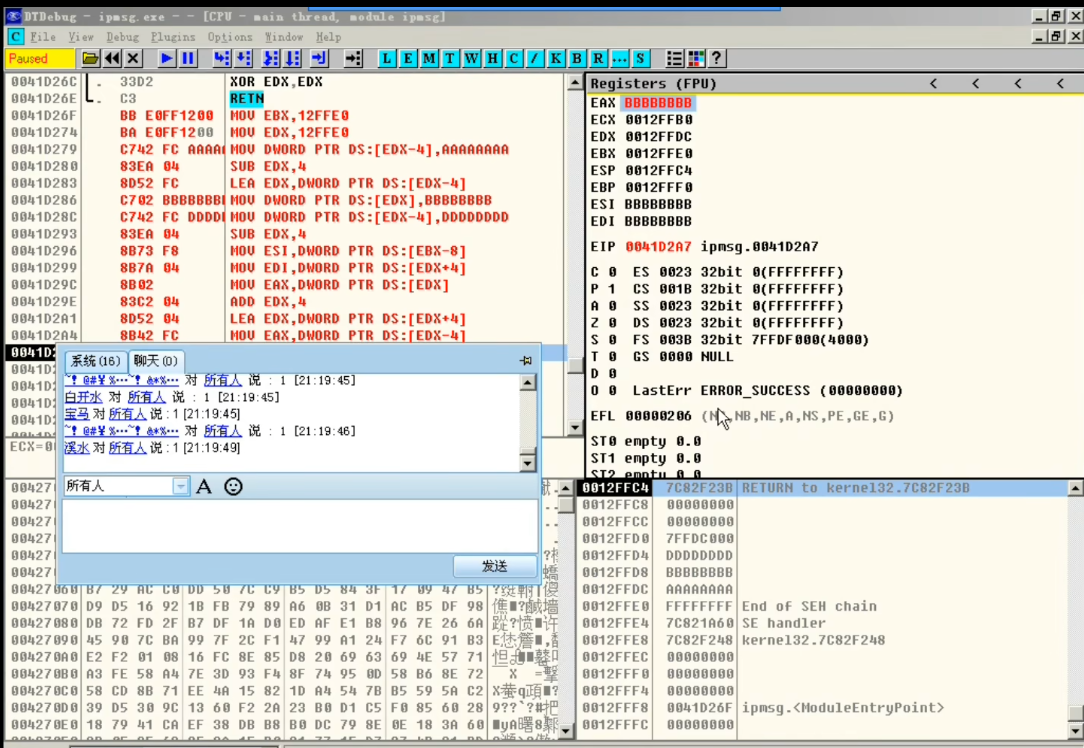 DTDebug - ipmsg.exe - - [CPU - main thread, module ipmsg]
C File View Debug Plugins Options Window Help
Paused L E M T W H C / K B R ... S ?
0041D26C 33D2 XOR EDX,EDX
0041D26E C3 RETN
0041D26F BB E0FF1200 MOV EBX,12FFE0
0041D274 BA E0FF1200 MOV EDX,12FFE0
0041D279 C742 FC AAAAA MOV DWORD PTR DS:[EDX-4],AAAAAAAA
0041D280 83EA 04 SUB EDX,4
0041D283 8D52 FC LEA EDX,DWORD PTR DS:[EDX-4]
0041D286 C702 BBBBBBBB MOV DWORD PTR DS:[EDX],BBBBBBBB
0041D28C C742 FC DDDDD MOV DWORD PTR DS:[EDX-4],DDDDDDDD
0041D293 83EA 04 SUB EDX,4
0041D296 8B73 F8 MOV ESI,DWORD PTR DS:[EBX-8]
0041D299 8B7A 04 MOV EDI,DWORD PTR DS:[EDX+4]
0041D29C 8B02 MOV EAX,DWORD PTR DS:[EDX]
0041D29E 83C2 04 ADD EDX,4
0041D2A1 8D52 04 LEA EDX,DWORD PTR DS:[EDX+4]
0041D2A4 8B42 FC MOV EAX,DWORD PTR DS:[EDX-4]
Registers (FPU) < < < <
EAX BBBBBBBB
ECX 0012FFB0
EDX 0012FFDC
EBX 0012FFE0
ESP 0012FFC4
EBP 0012FFF0
ESI BBBBBBBB
EDI BBBBBBBB
EIP 0041D2A7 ipmsg.0041D2A7
C 0 ES 0023 32bit 0(FFFFFFFF)
P 1 CS 001B 32bit 0(FFFFFFFF)
A 0 SS 0023 32bit 0(FFFFFFFF)
Z 0 DS 0023 32bit 0(FFFFFFFF)
S 0 FS 003B 32bit 7FFDF000(4000)
T 0 GS 0000 NULL
D 0
O 0 LastErr ERROR_SUCCESS (00000000)
EFL 00000206 (NO,NB,NE,A,NS,PE,GE,G)
ST0 empty 0.0
ST1 empty 0.0
ST2 empty 0.0
系统(16) 聊天(0)
~! @#¥ %…~! &*%… 对 所有人 说 : 1 [21:19:45]
白开水 对 所有人 说 : 1 [21:19:45]
宝马 对 所有人 说 : 1 [21:19:45]
~! @#¥ %…~! &*%… 对 所有人 说 : 1 [21:19:46]
溪水 对 所有人 说 : 1 [21:19:49]
所有人 A
发送
00427060 B7 29 AC C0 DD 50 7C C9 B5 D5 84 3F 17 09 47 B5
00427070 D9 D5 16 92 1B FB 79 89 A6 0B 31 D1 AC B5 DF 98
00427080 DB 72 FD 2F B7 DF 1A D0 ED AF E1 B8 96 7E 26 6A
00427090 45 90 7C BA 99 7F 2C F1 47 99 A1 24 F7 6C 91 B3
004270A0 E2 F2 01 08 16 FC 8E 85 D8 20 69 63 69 4E 57 71
004270B0 A3 FE 58 A4 7E 3D 93 F4 8F 74 95 0D 58 B6 8E 72
004270C0 58 CD 8B 71 EE 4A 15 82 1D A4 54 7B B5 59 5A C2
004270D0 39 D5 30 9C 13 60 F2 2A 23 B0 D1 C5 F0 85 60 28
004270E0 18 79 41 CA EF 38 DB B8 B0 DC 79 8E 0E 18 3A 60
0012FFC4 7C82F23B RETURN to kernel32.7C82F23B
0012FFC8 00000000
0012FFCC 00000000
0012FFD0 7FFDC000
0012FFD4 DDDDDDDD
0012FFD8 BBBBBBBB
0012FFDC AAAAAAAA
0012FFE0 FFFFFFFF End of SEH chain
0012FFE4 7C821A60 SE handler
0012FFE8 7C82F248 kernel32.7C82F248
0012FFEC 00000000
0012FFF0 00000000
0012FFF4 00000000
0012FFF8 0041D26F ipmsg.<ModuleEntryPoint>
0012FFFC 00000000